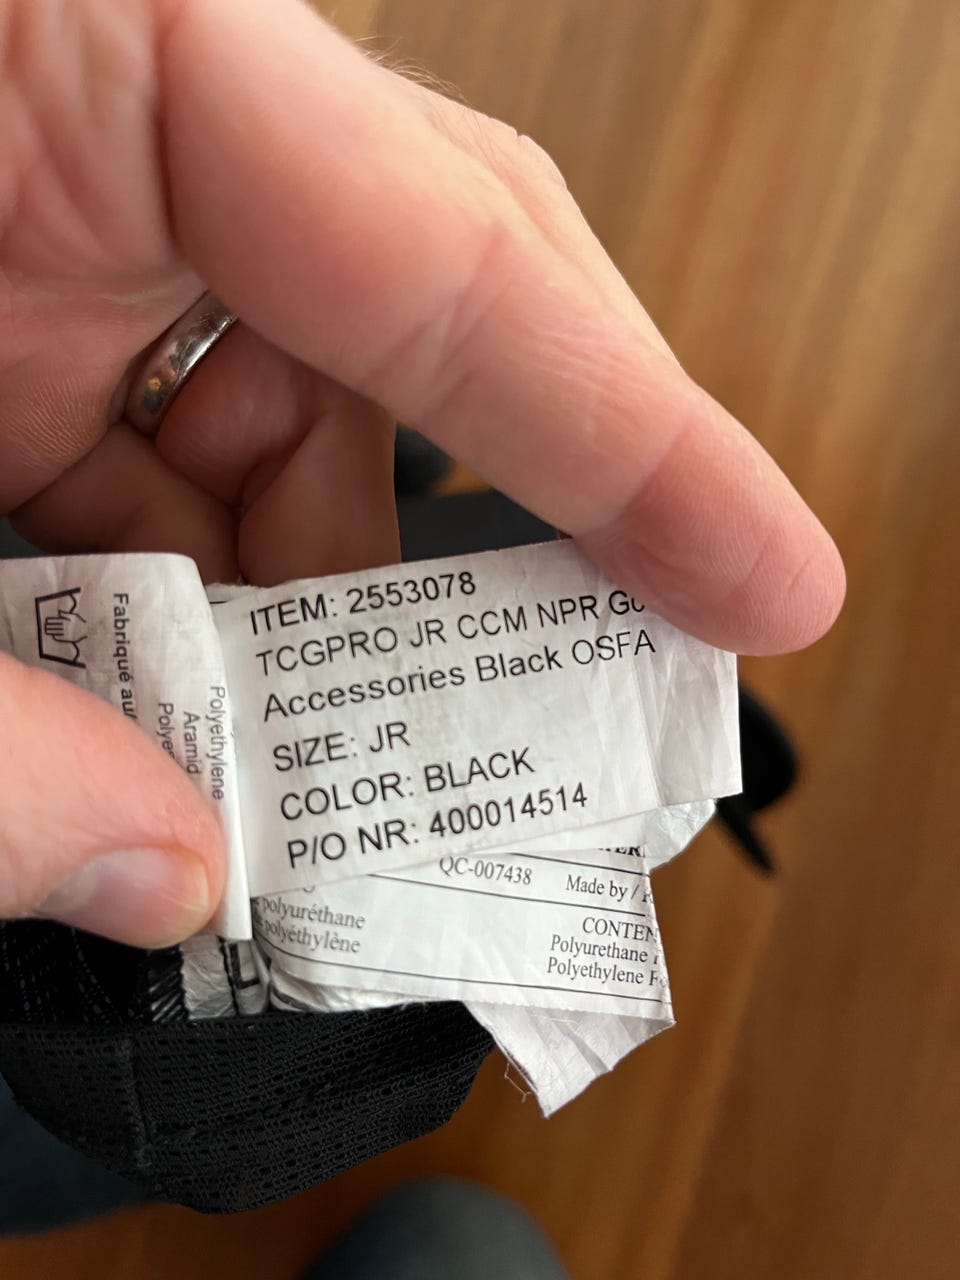 ITEM: 2553078
TCGPRO JR CCM NPR
Accessories Black OSFA
SIZE: JR
COLOR: BLACK
P/O NR: 400014514
Fabriqué
Polyethylene
Aramid
QC-007438 Made by /
polyuréthane
polyéthylène
Polyurethane
Polyethylene